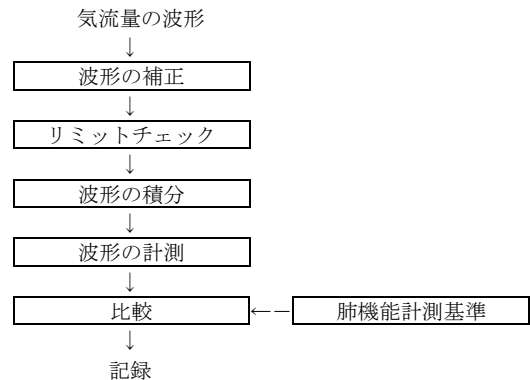 気流量の波形
↓
波形の補正
↓
リミットチェック
↓
波形の積分
↓
波形の計測
↓
比較 ←− 肺機能計測基準
↓
記録